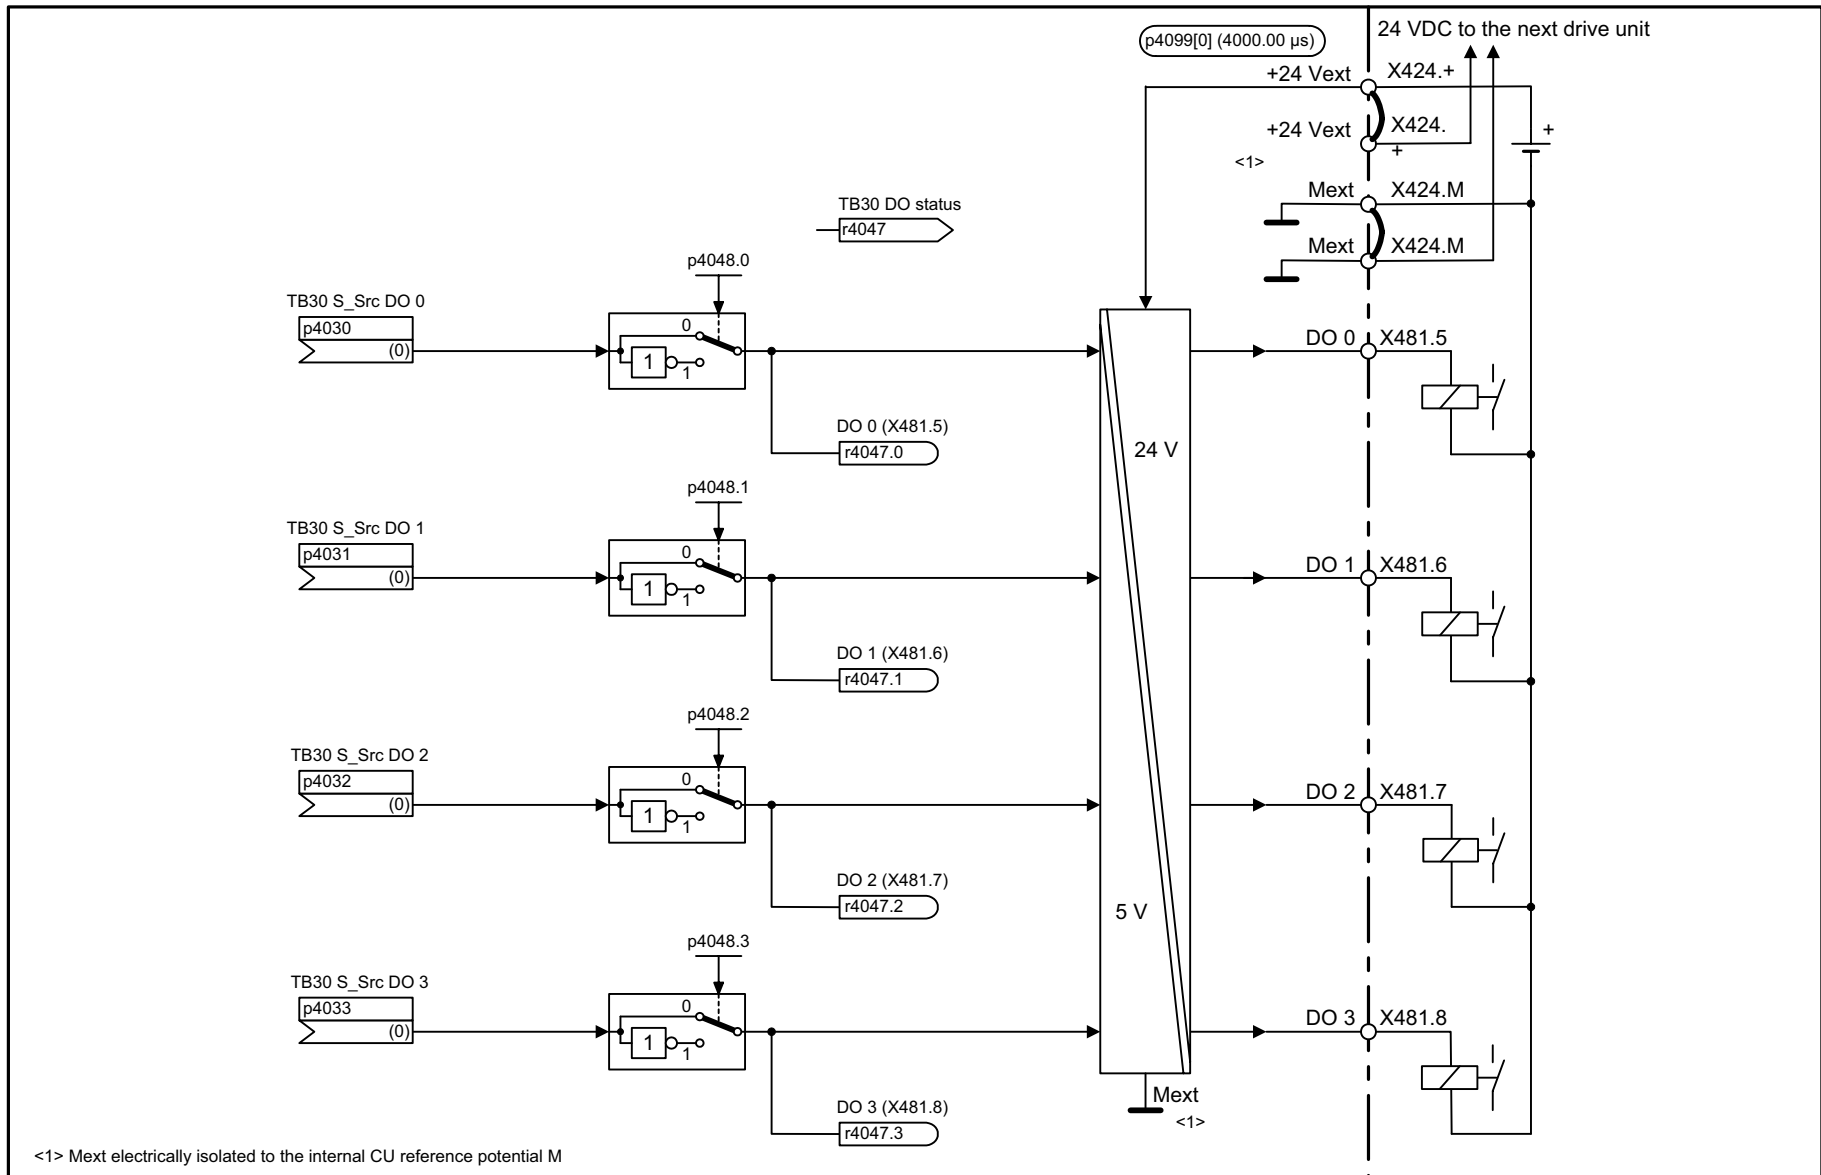 p4099[0] (4000.00 µs)
24 VDC to the next drive unit
+24 Vext X424.+
+24 Vext X424.
+
+
<1>
Mext X424.M
Mext X424.M
TB30 DO status
r4047
p4048.0
TB30 S_Src DO 0
p4030
(0)
0
1
1
DO 0 X481.5
DO 0 (X481.5)
r4047.0
24 V
p4048.1
TB30 S_Src DO 1
p4031
(0)
0
1
1
DO 1 X481.6
DO 1 (X481.6)
r4047.1
p4048.2
TB30 S_Src DO 2
p4032
(0)
0
1
1
DO 2 X481.7
DO 2 (X481.7)
r4047.2
5 V
p4048.3
TB30 S_Src DO 3
p4033
(0)
0
1
1
DO 3 X481.8
DO 3 (X481.8)
r4047.3
Mext
<1>
<1> Mext electrically isolated to the internal CU reference potential M